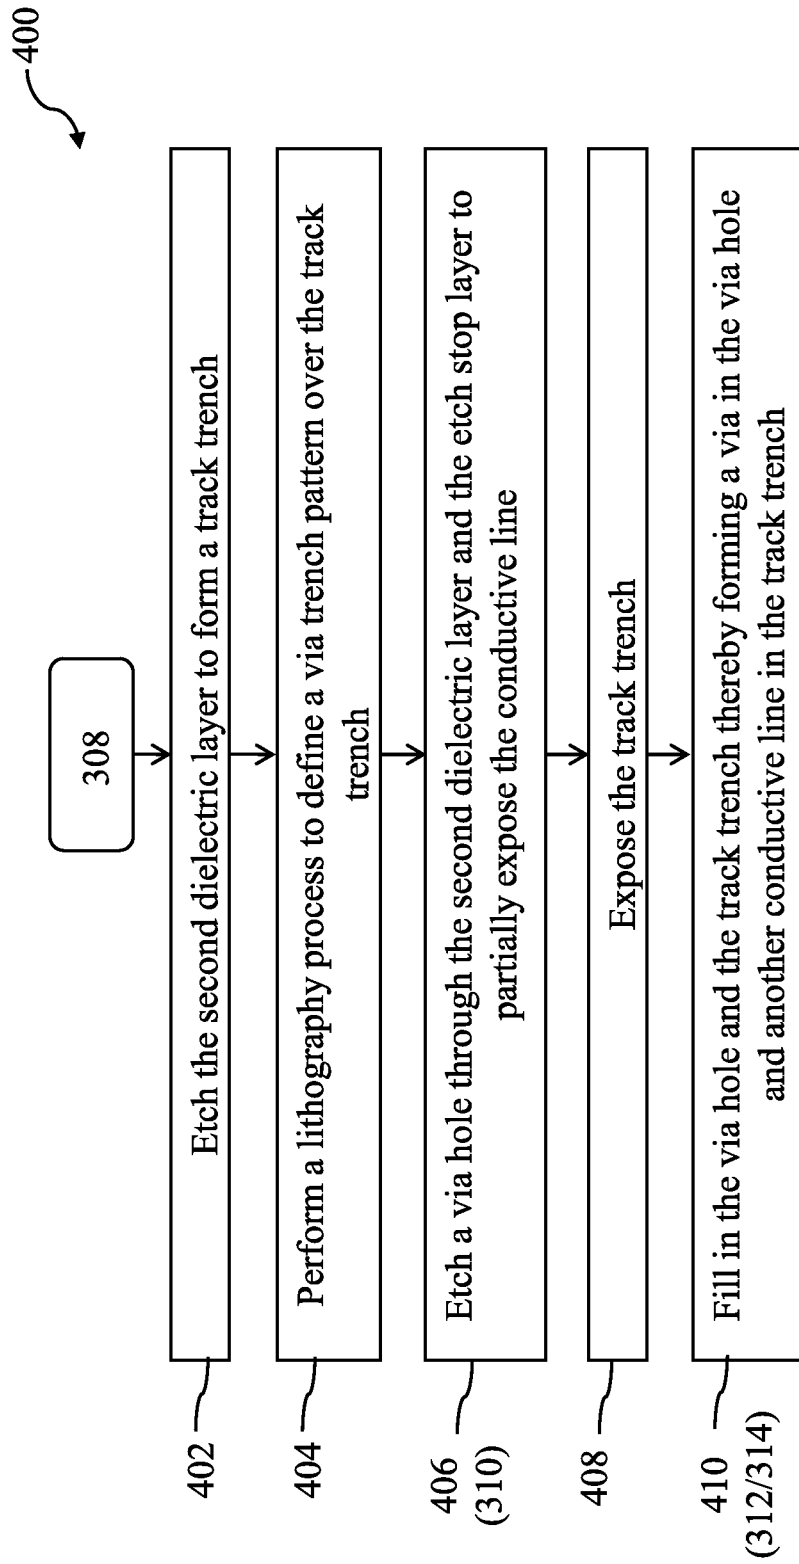 400
308
402
Etch the second dielectric layer to form a track trench
404
Perform a lithography process to define a via trench pattern over the track
trench
406
(310)
Etch a via hole through the second dielectric layer and the etch stop layer to
partially expose the conductive line
408
Expose the track trench
410
(312/314)
Fill in the via hole and the track trench thereby forming a via in the via hole
and another conductive line in the track trench